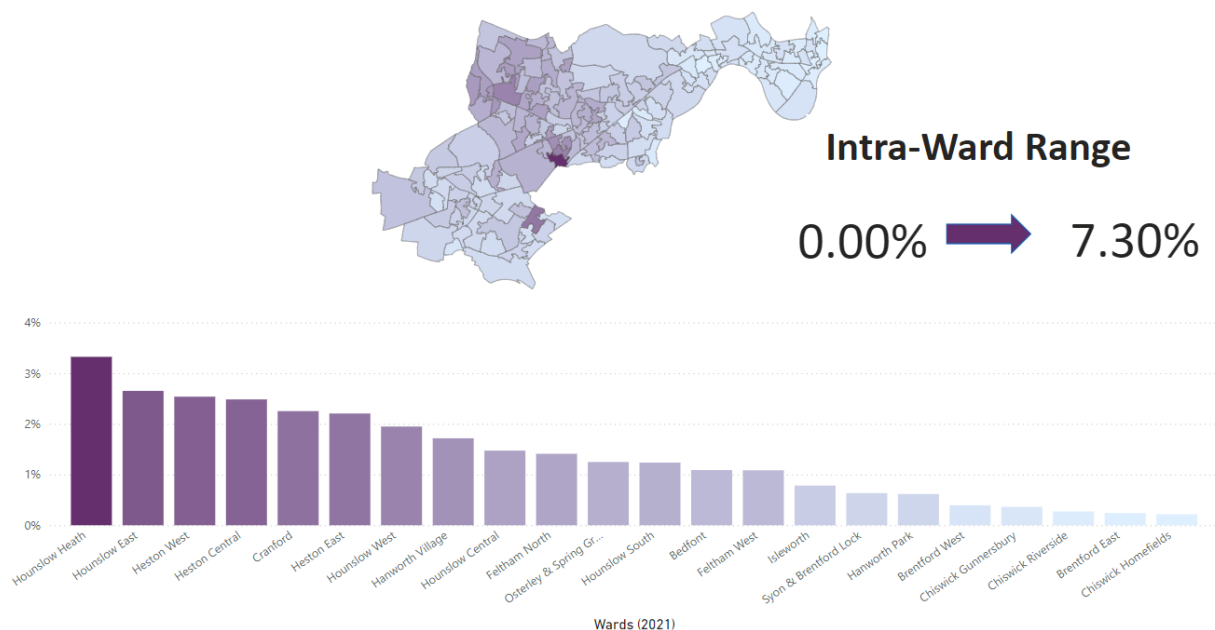 Intra-Ward Range
0.00% 7.30%
4%
3%
2%
1%
0%
Hounslow Heath
Hounslow East
Heston West
Heston Central
Cranford
Heston East
Hounslow West
Hanworth Village
Hounslow Central
Feltham North
Osterley & Spring Gr...
Hounslow South
Bedfont
Feltham West
Isleworth
Syon & Brentford Lock
Hanworth Park
Brentford West
Chiswick Gunnersbury
Chiswick Riverside
Brentford East
Chiswick Homefields
Wards (2021)